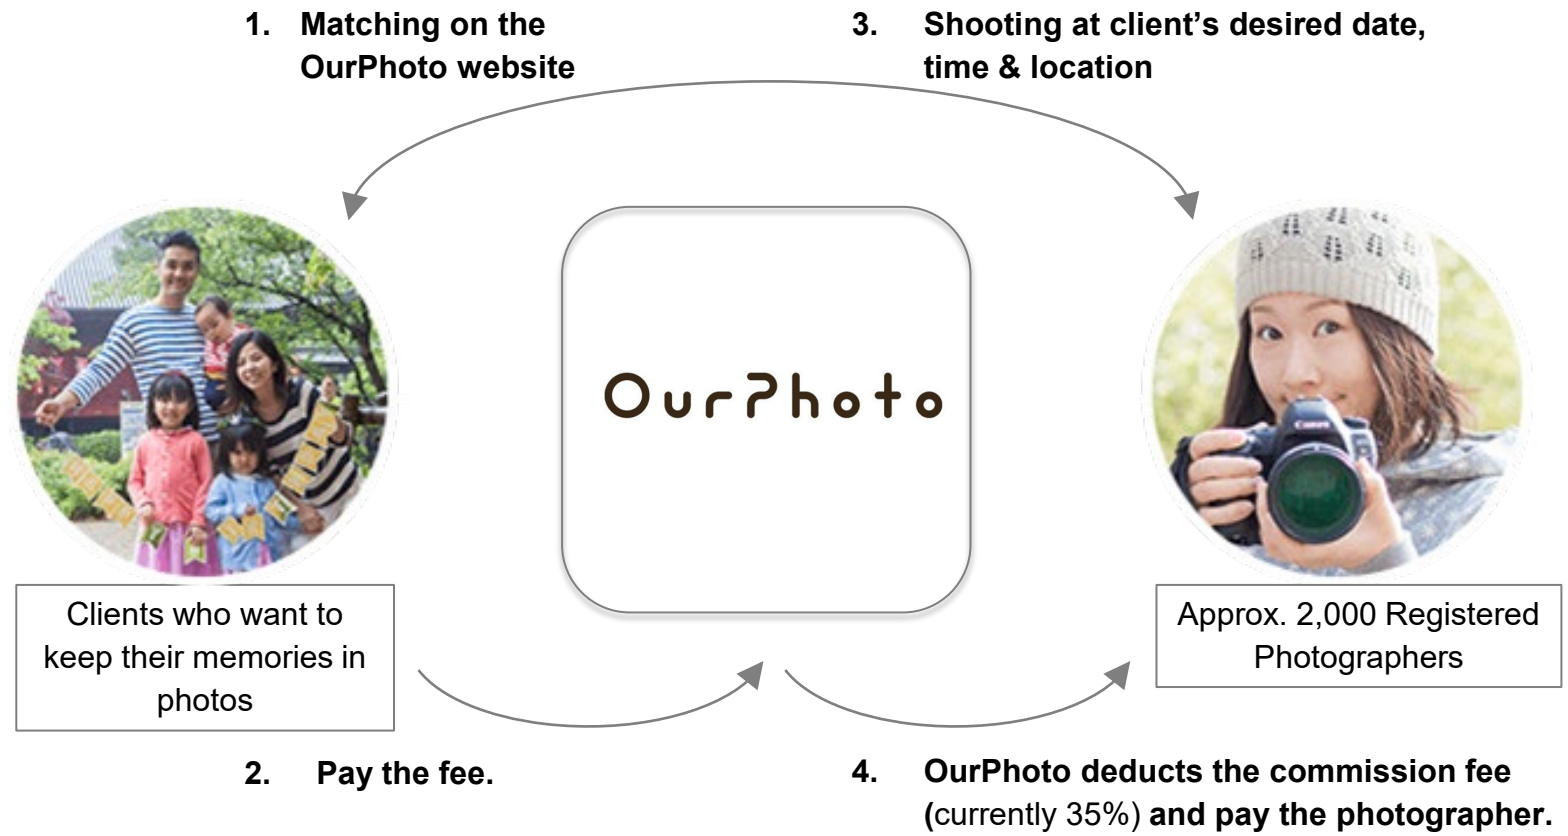 1. Matching on the
OurPhoto website
3. Shooting at client’s desired date,
time & location
OurPhoto
Canon
Clients who want to
keep their memories in
photos
Approx. 2,000 Registered
Photographers
2. Pay the fee.
4. OurPhoto deducts the commission fee
(currently 35%) and pay the photographer.